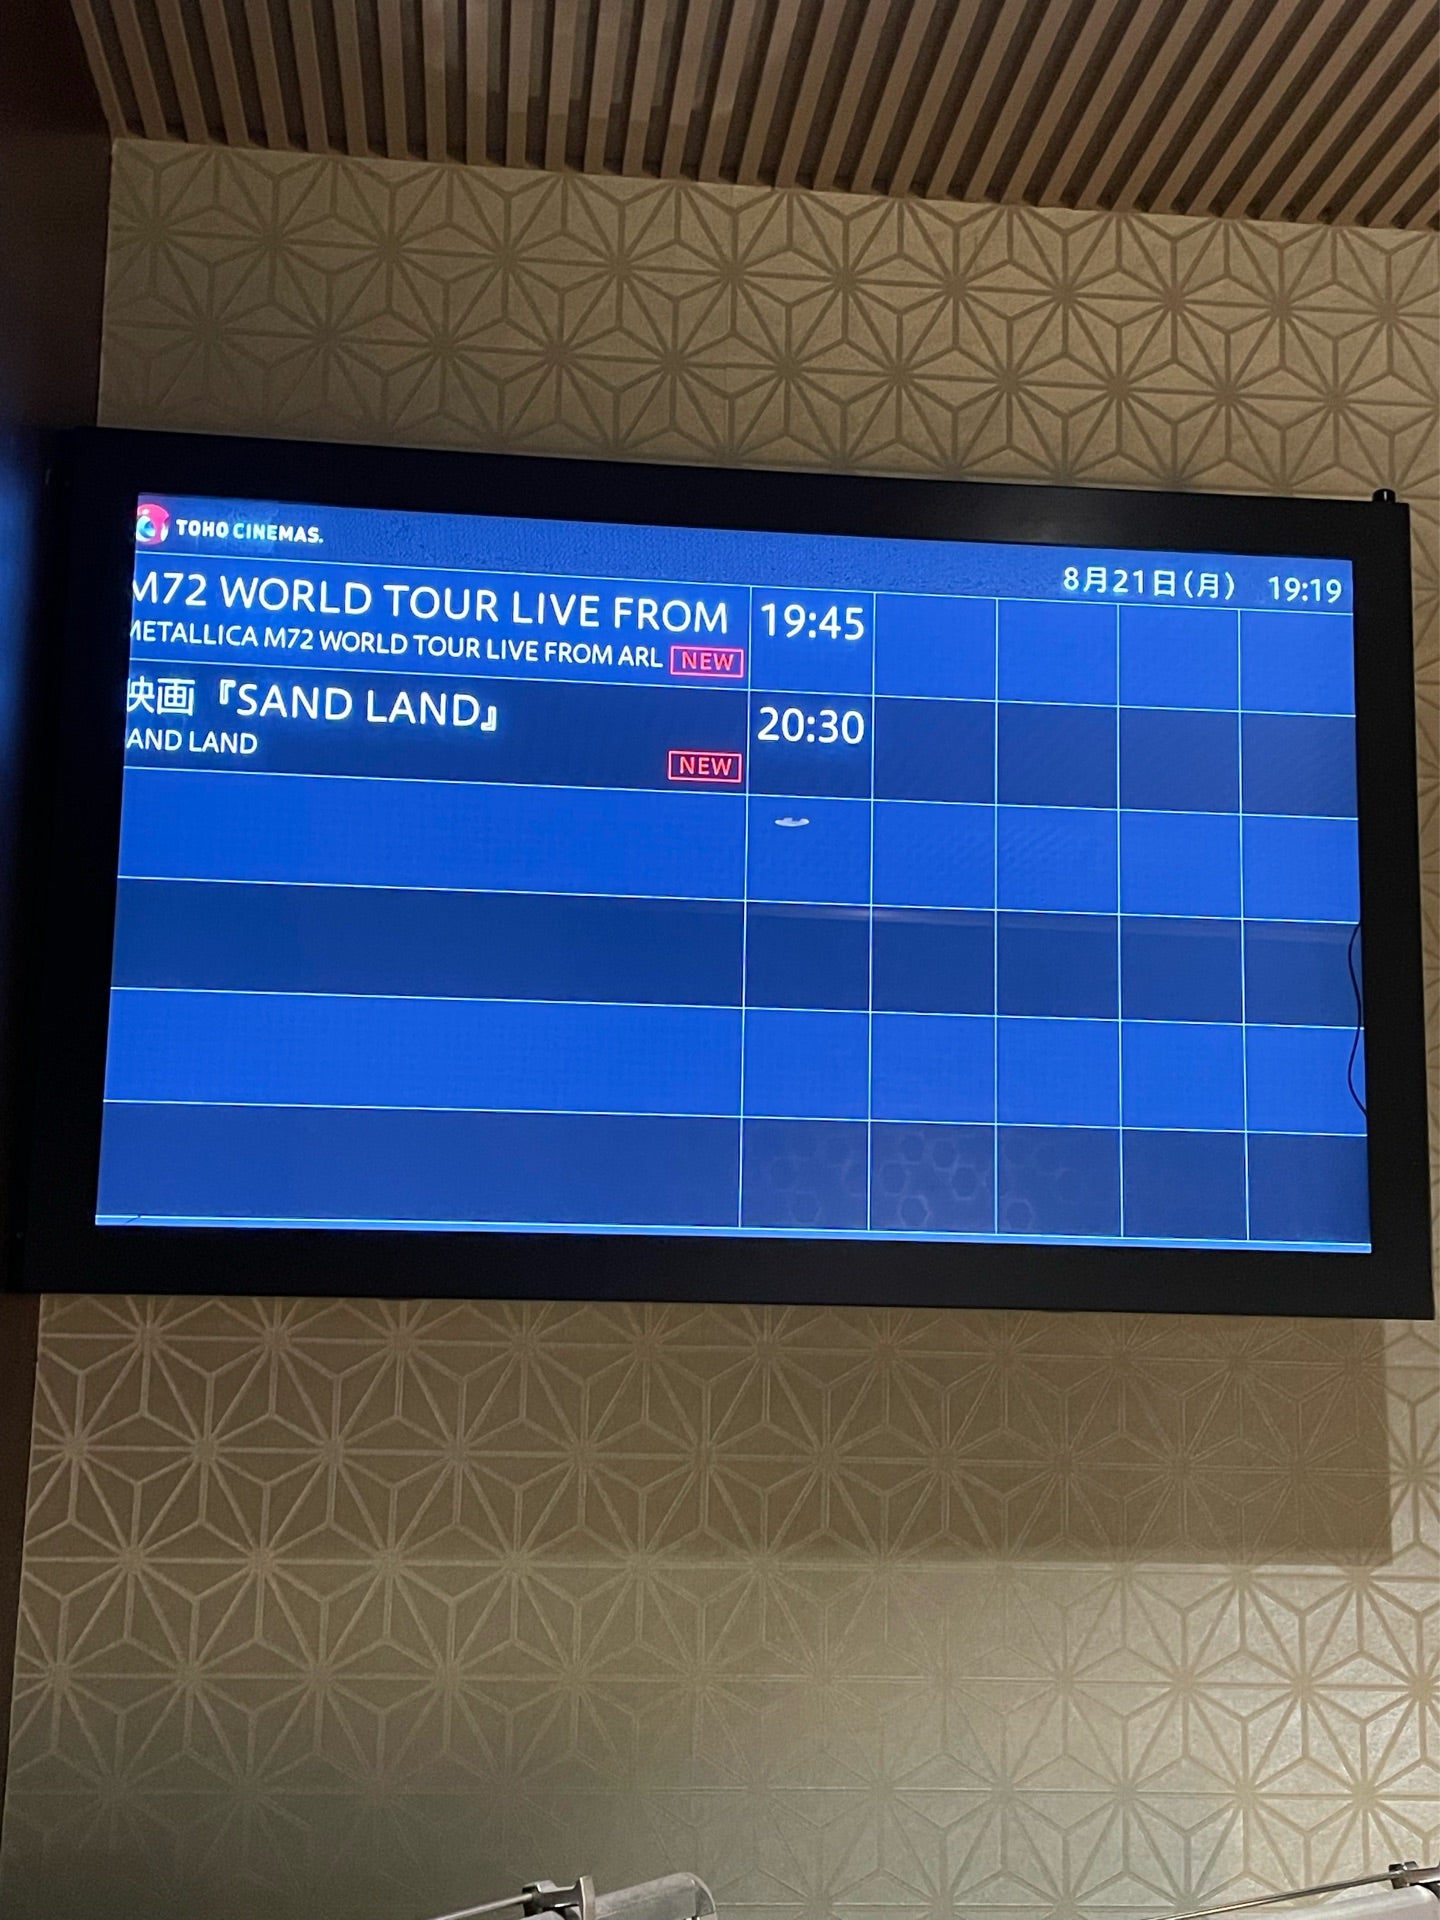 TOHO CINEMAS.
8月21日(月) 19:19
M72 WORLD TOUR LIVE FROM 19:45
METALLICA M72 WORLD TOUR LIVE FROM ARL NEW
映画『SAND LAND』 20:30
AND LAND
NEW